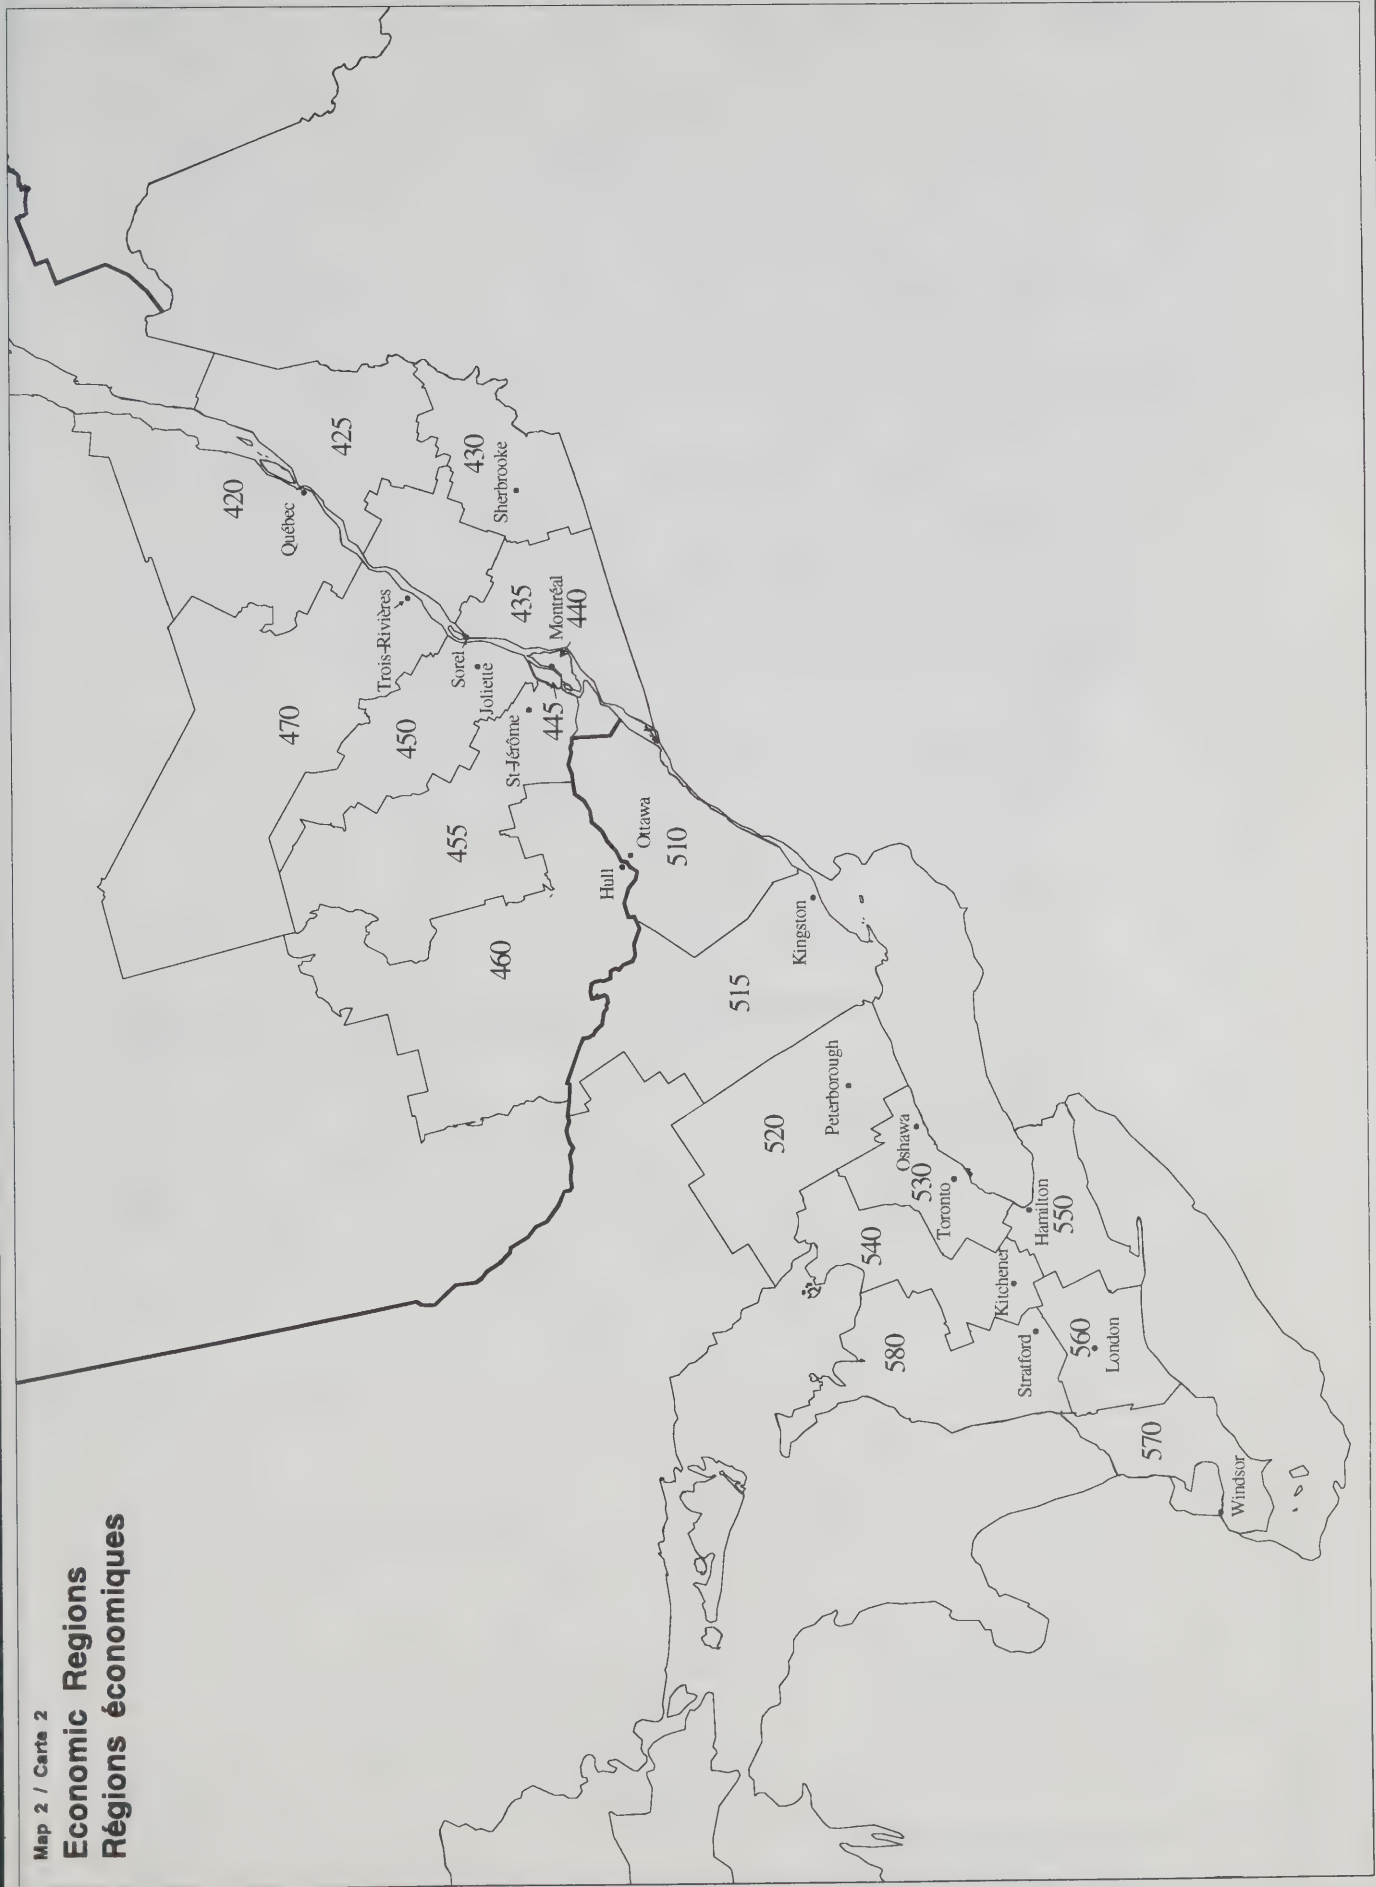 Map 2 / Carte 2
Economic Regions
Régions économiques
420
Québec
425
430
Sherbrooke
470
Trois-Rivières
450
Sorel
Joliette
435
Montréal
440
St-Jérôme
445
455
460
Hull
Ottawa
510
515
Kingston
520
Peterborough
Oshawa
530
Toronto
540
Hamilton
550
Kitchener
580
Stratford
560
London
570
Windsor